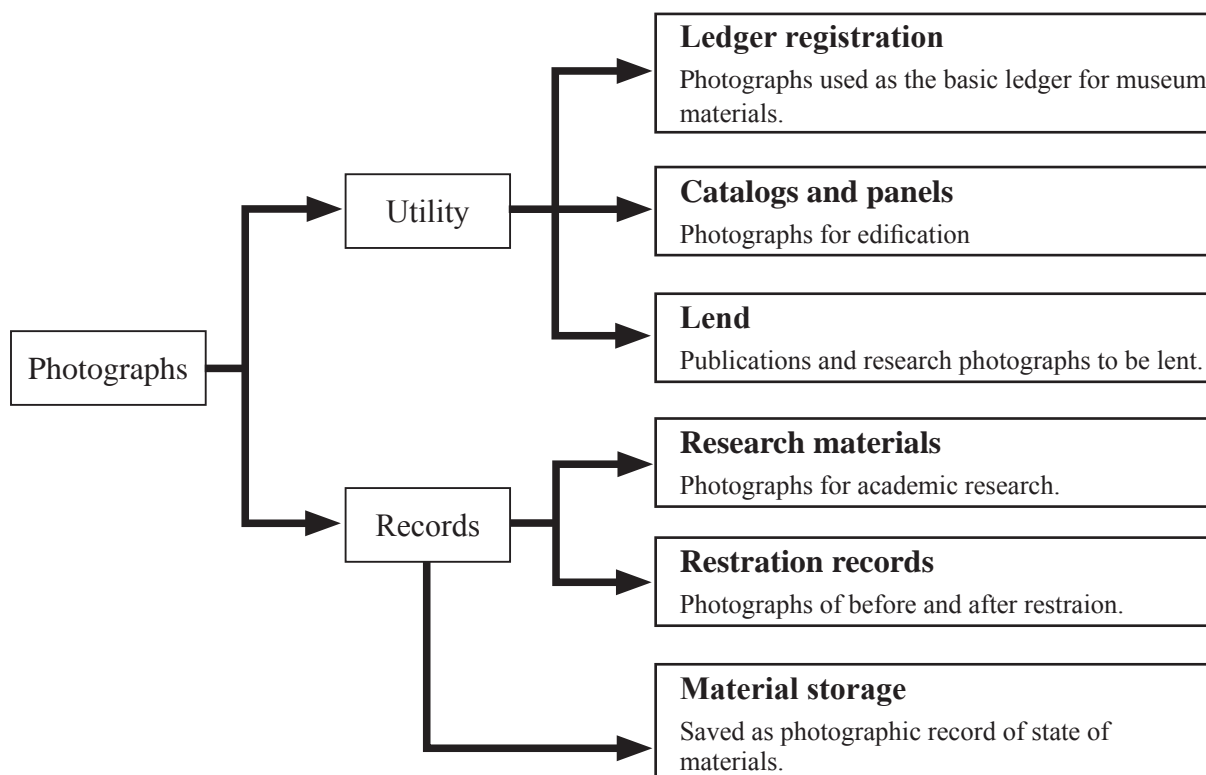 Ledger registration
Photographs used as the basic ledger for museum
materials.
Utility
Catalogs and panels
Photographs for edification
Lend
Publications and research photographs to be lent.
Photographs
Research materials
Photographs for academic research.
Records
Restration records
Photographs of before and after restraion.
Material storage
Saved as photographic record of state of
materials.